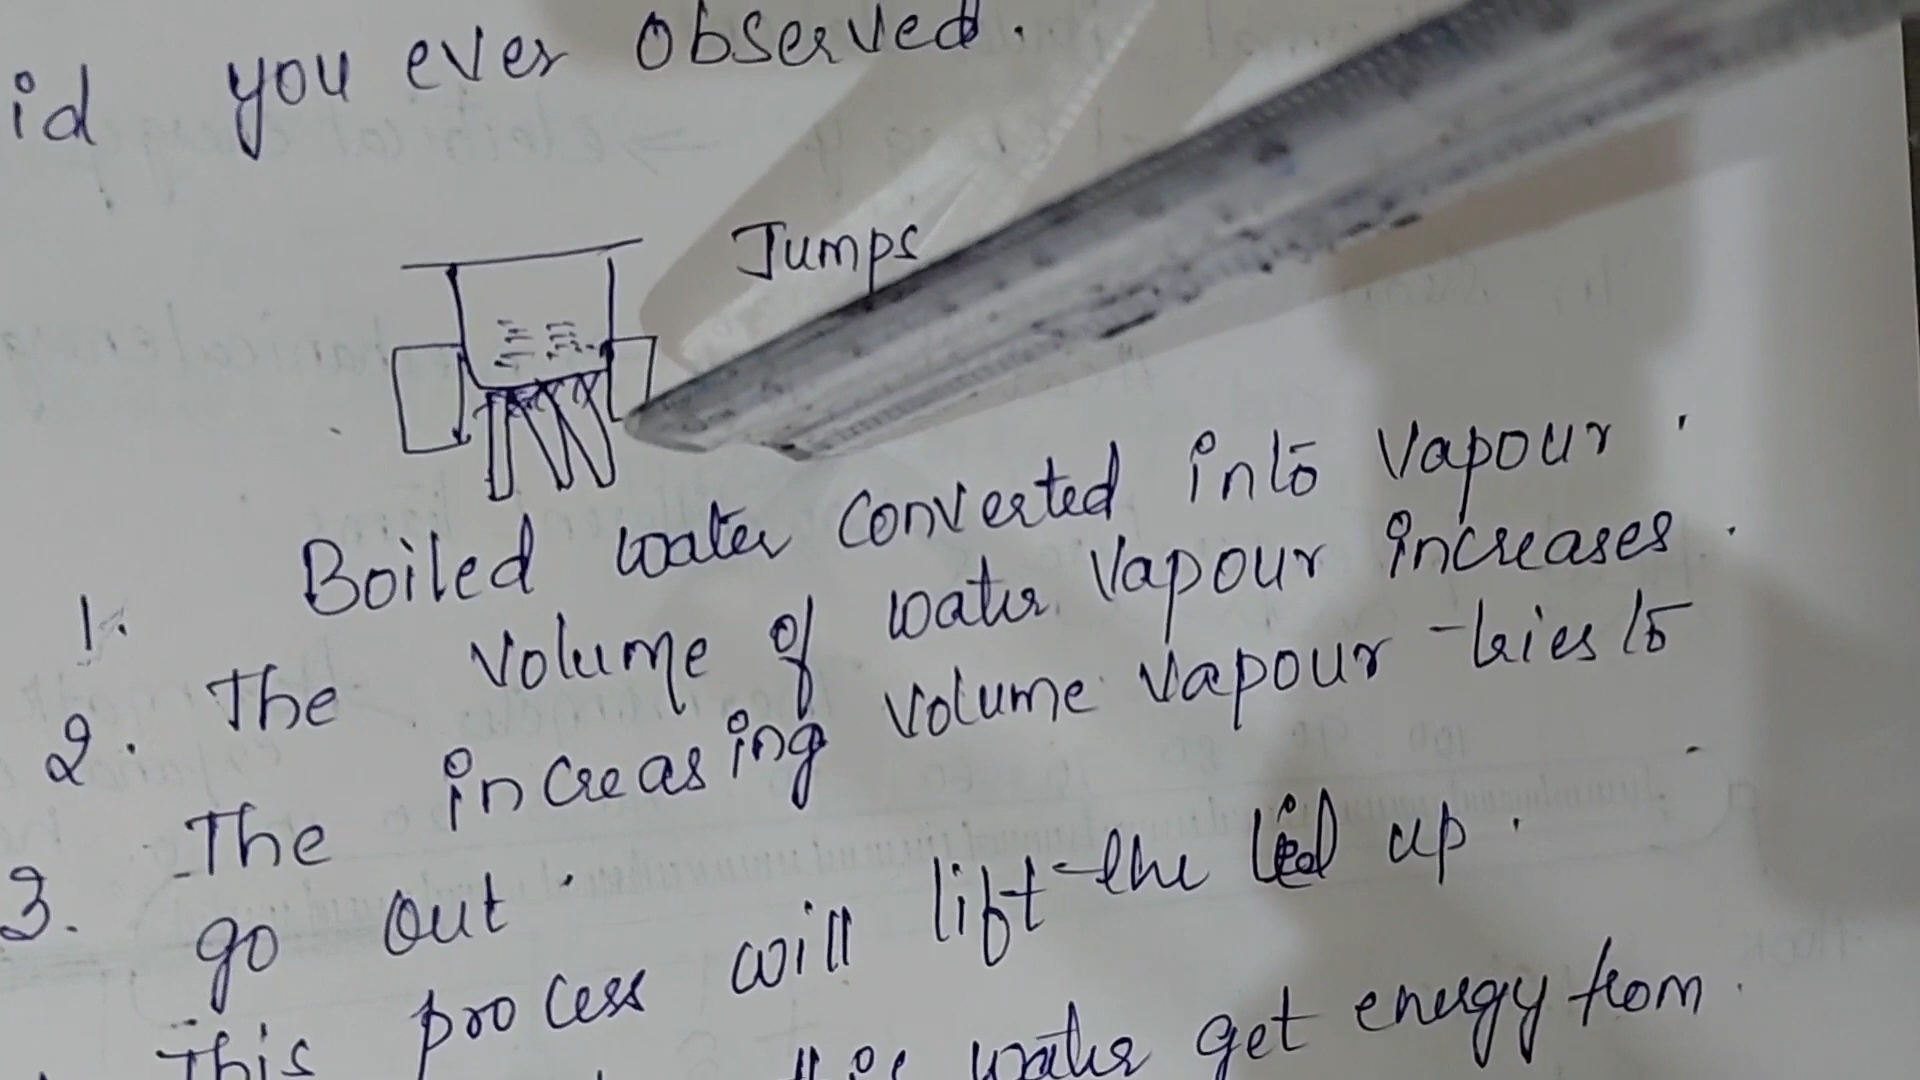 id you ever observed.
Jumps
1. Boiled water converted into vapour.
2. The volume of water vapour increases.
3. The increasing volume vapour tries to
go out.
This process will lift the lid up.
water get energy from